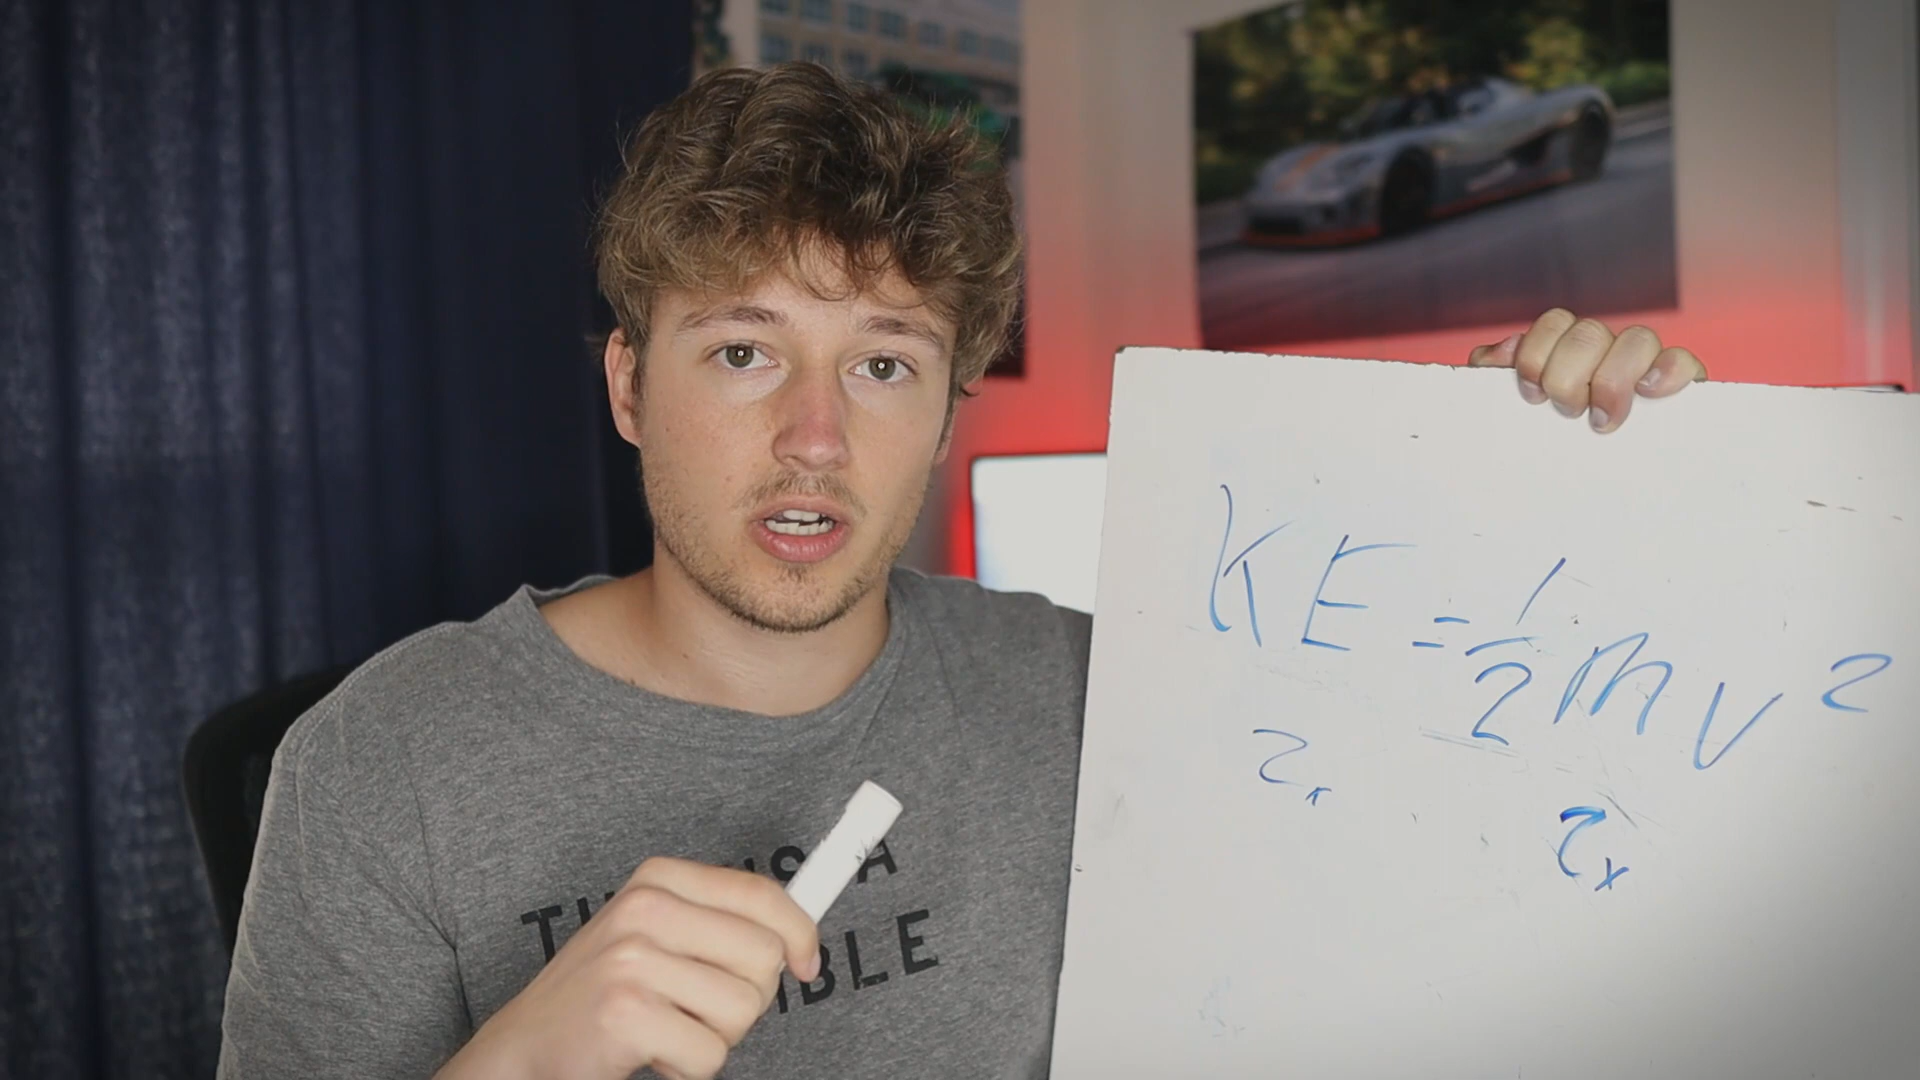 KE = 1/2 mv²
2x 2x
A
BLE